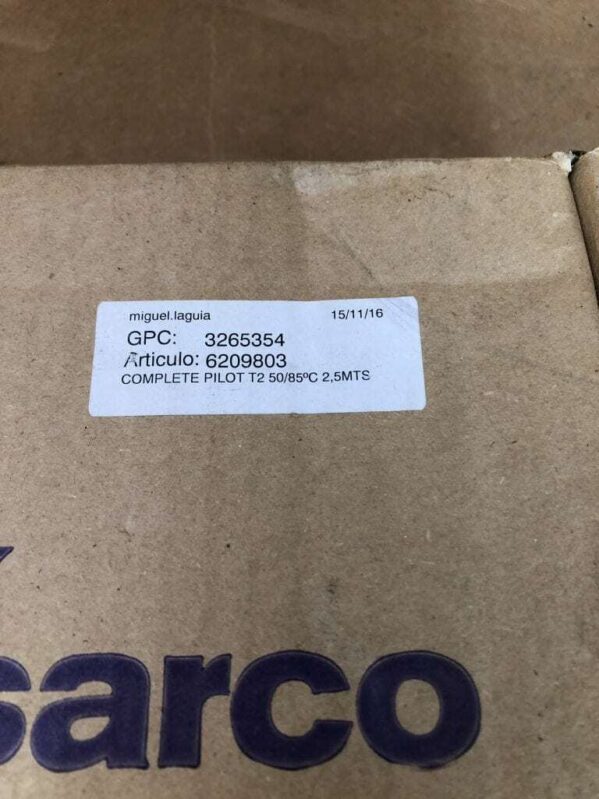 miguel.laguia 15/11/16
GPC: 3265354
Articulo: 6209803
COMPLETE PILOT T2 50/85ºC 2,5MTS
sarco